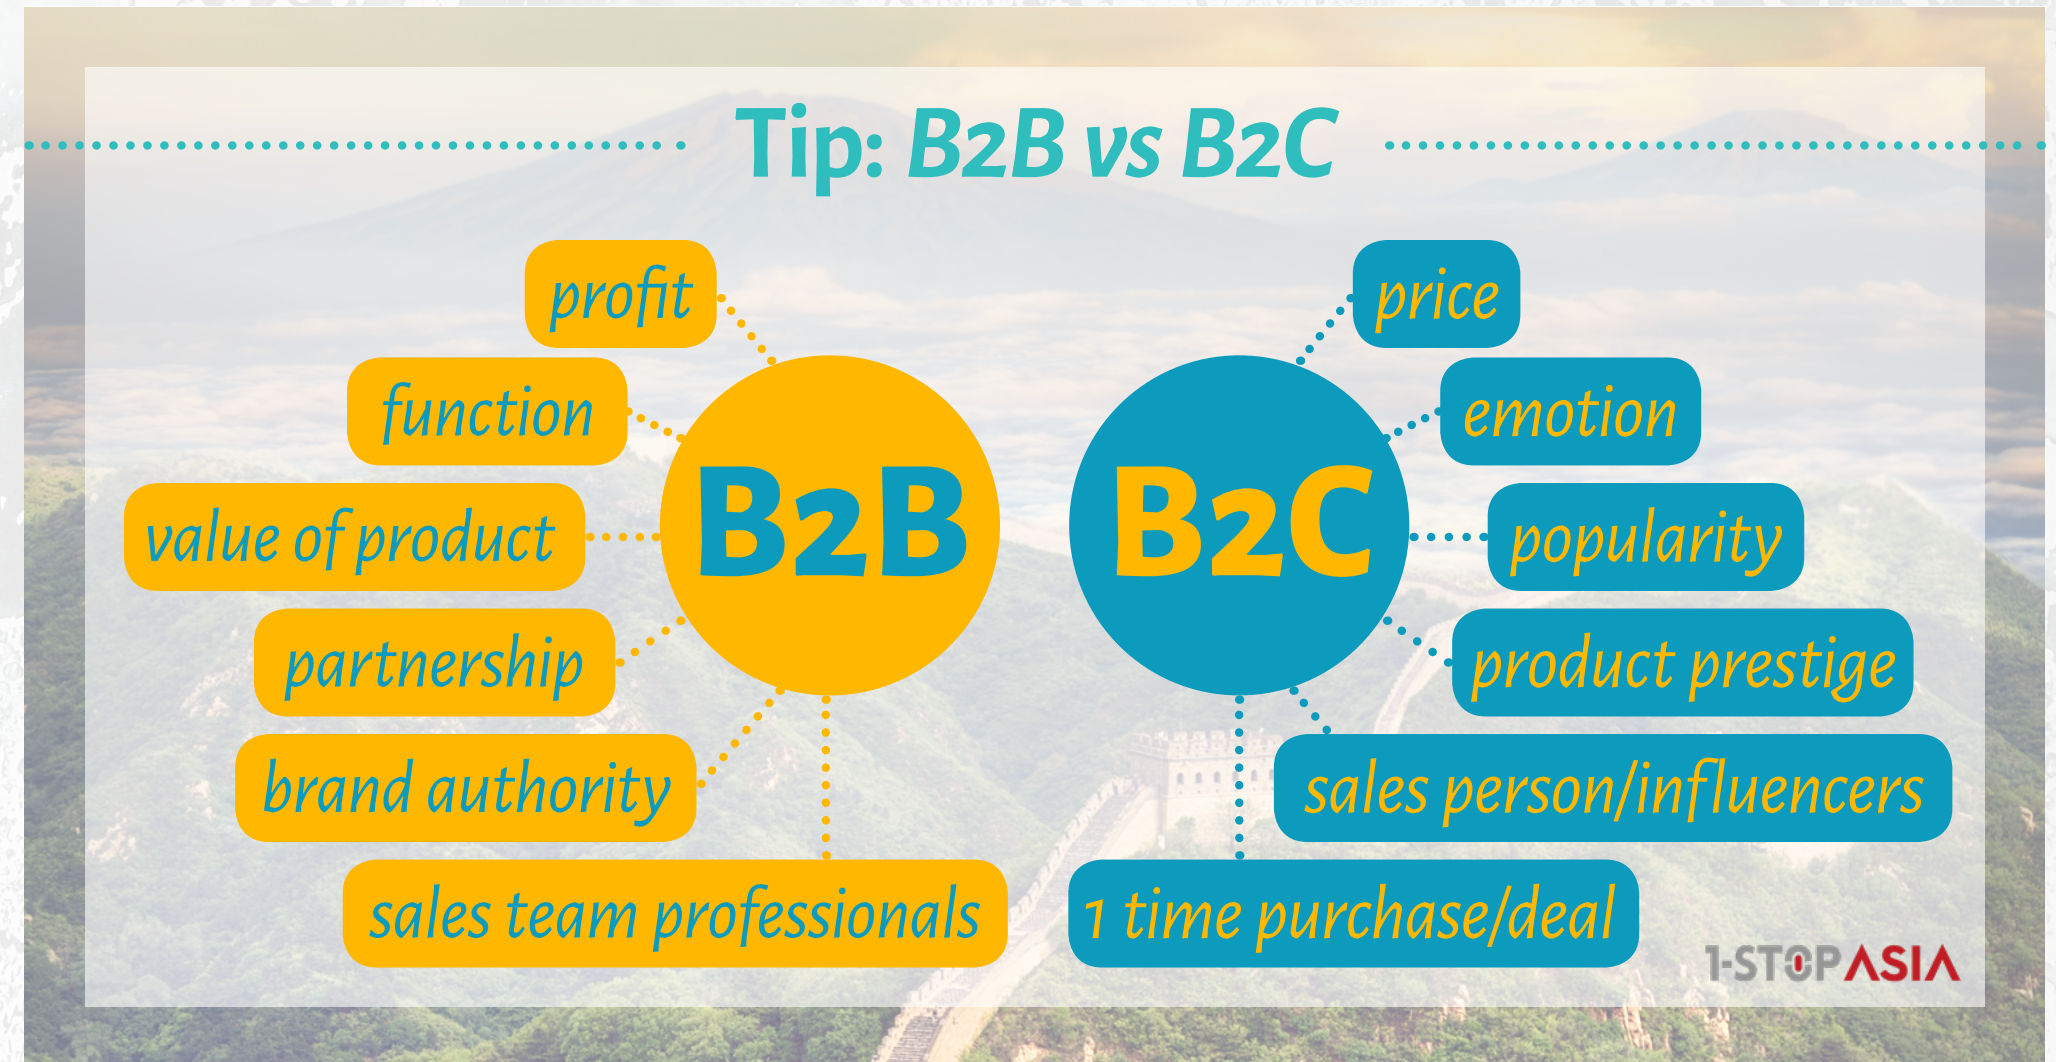 Tip: B2B vs B2C
profit
function
value of product
partnership
brand authority
sales team professionals
B2B
B2C
price
emotion
popularity
product prestige
sales person/influencers
1 time purchase/deal
1-STOPASIA